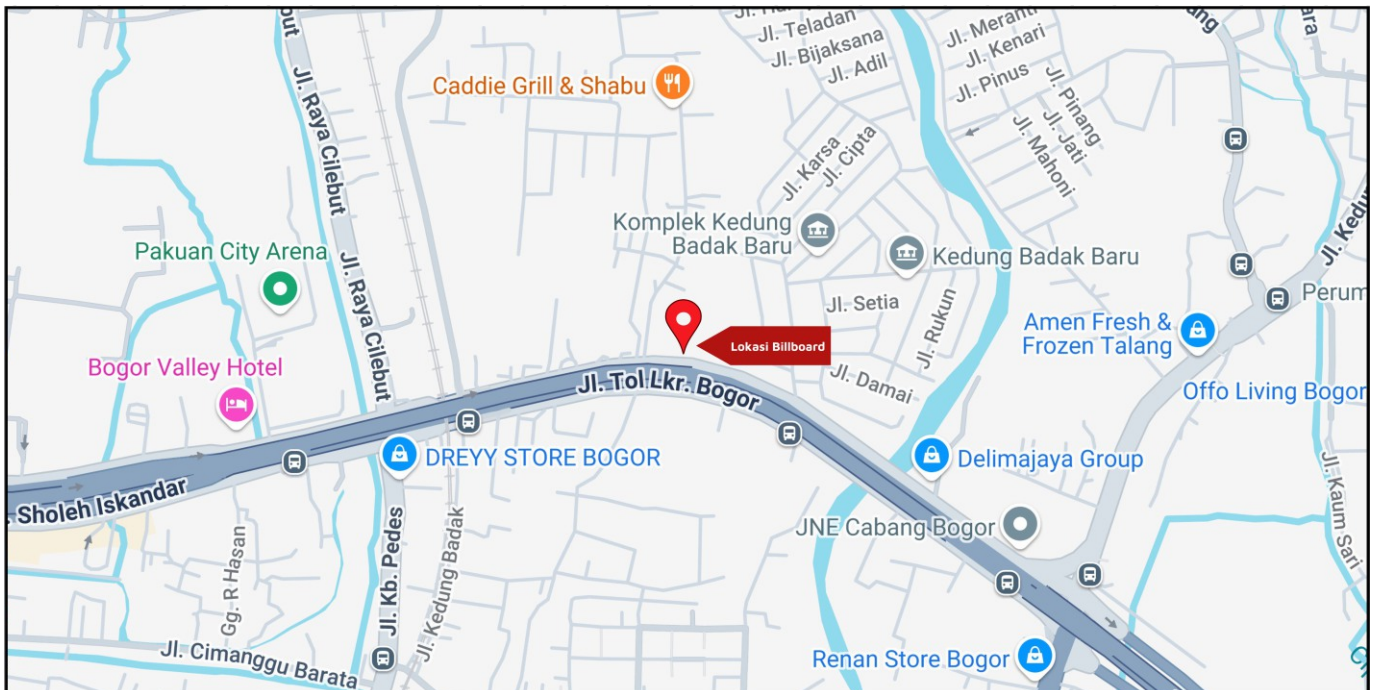 Jl. Teladan
Jl. Bijaksana
Jl. Adil
Jl. Meranti
Jl. Kenari
Jl. Pinus
Jl. Pinang
Jl. Jati
Jl. Mahoni
Jl. Raya Cilebut
Caddie Grill & Shabu
Jl. Karsa
Jl. Cipta
Komplek Kedung
Badak Baru
Kedung Badak Baru
Pakuan City Arena
Jl. Raya Cilebut
Jl. Setia
Jl. Rukun
Perum
Amen Fresh &
Frozen Talang
Lokasi Billboard
Bogor Valley Hotel
Jl. Tol Lkr. Bogor
Jl. Damai
Offo Living Bogor
DREYY STORE BOGOR
Delimajaya Group
Sholeh Iskandar
Jl. Kaum Sari
JNE Cabang Bogor
Gg. R Hasan
Jl. Kb. Pedes
Jl. Kedung Badak
Jl. Cimanggu Barata
Renan Store Bogor